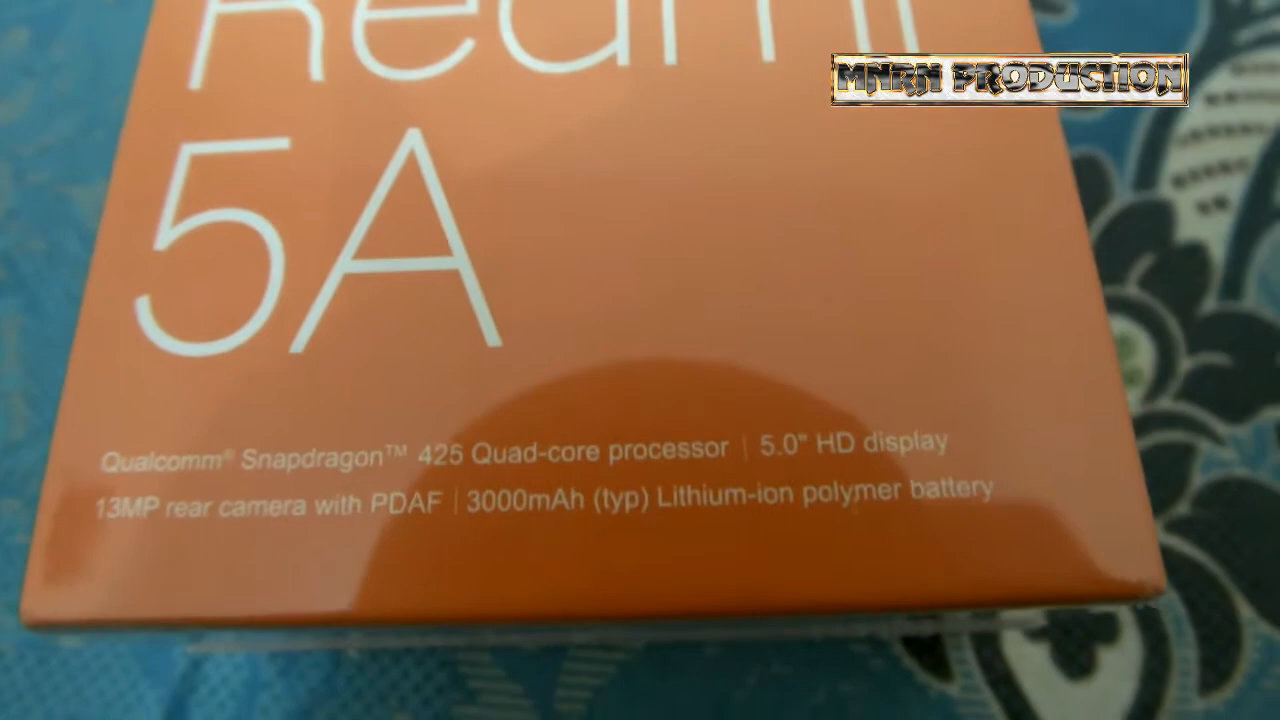 Redmi
MNRN PRODUCTION
5A
Qualcomm® Snapdragon™ 425 Quad-core processor | 5.0" HD display
13MP rear camera with PDAF | 3000mAh (typ) Lithium-ion polymer battery